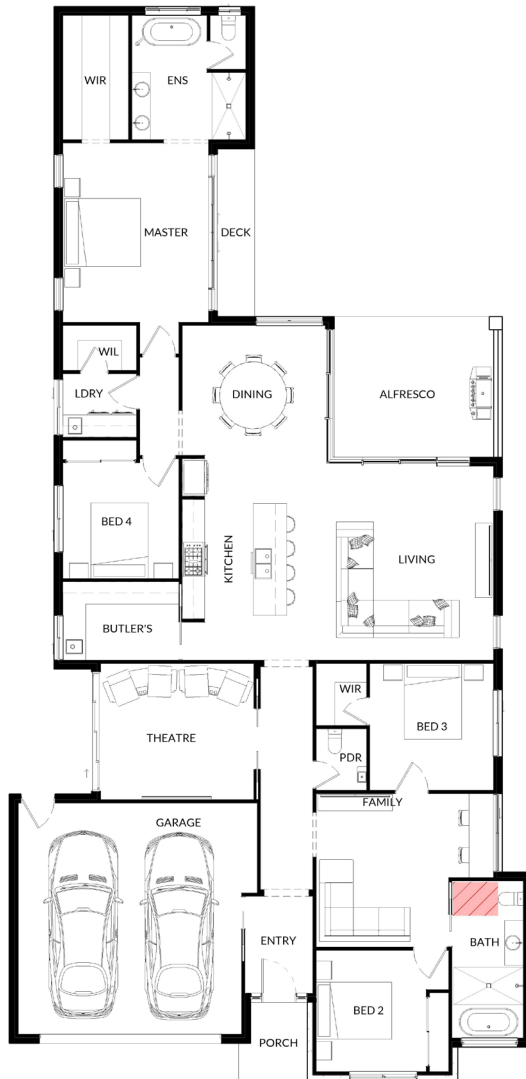 WIR
ENS
MASTER
DECK
WIL
LDRY
DINING
ALFRESCO
BED 4
KITCHEN
LIVING
BUTLER'S
WIR
THEATRE
BED 3
PDR
FAMILY
GARAGE
ENTRY
BATH
BED 2
PORCH